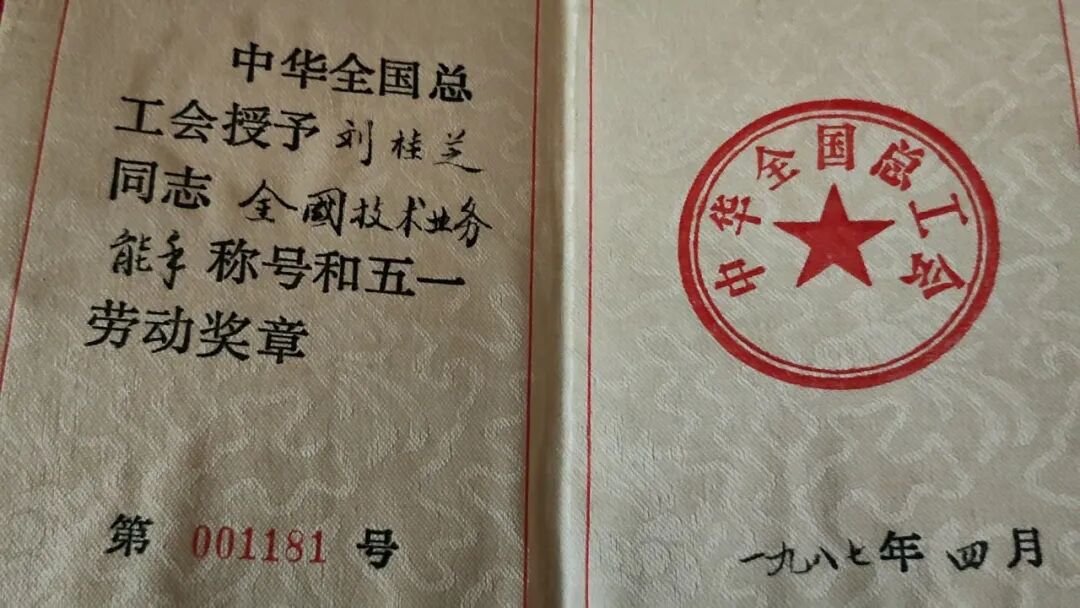 中华全国总
工会授予刘桂芝
同志全國技术业务
能手称号和五一
劳动奖章
第 001181 号
中华全国总工会
一九八七年四月